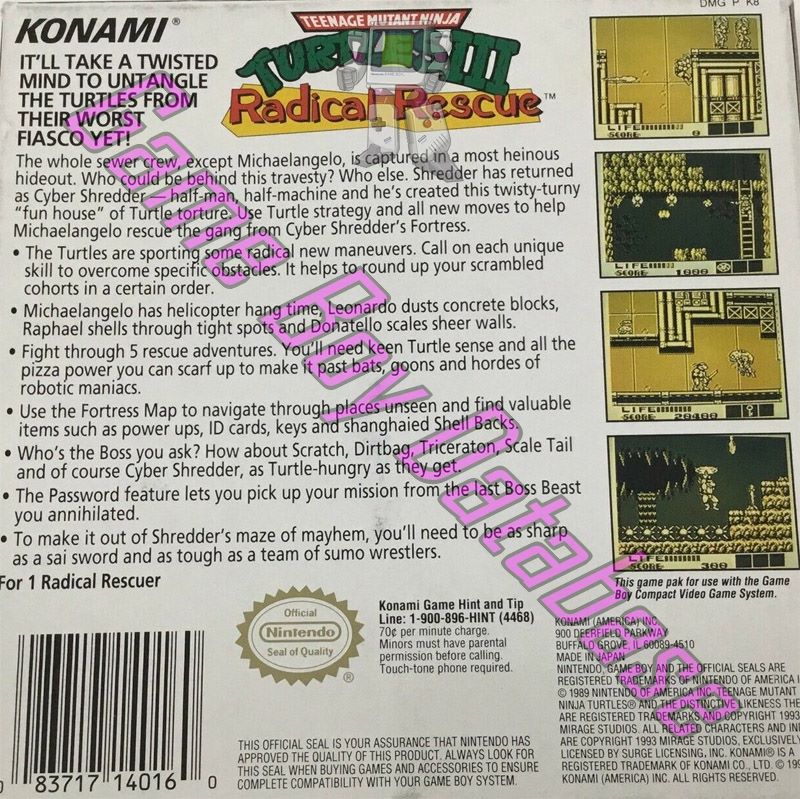 DMG P K8
KONAMI®
TEENAGE MUTANT NINJA
TURTLES III
Radical Rescue™
IT'LL TAKE A TWISTED
MIND TO UNTANGLE
THE TURTLES FROM
THEIR WORST
FIASCO YET!
The whole sewer crew, except Michaelangelo, is captured in a most heinous
hideout. Who could be behind this travesty? Who else. Shredder has returned
as Cyber Shredder — half-man, half-machine and he's created this twisty-turny
"fun house" of Turtle torture. Use Turtle strategy and all new moves to help
Michaelangelo rescue the gang from Cyber Shredder's Fortress.
• The Turtles are sporting some radical new maneuvers. Call on each unique
skill to overcome specific obstacles. It helps to round up your scrambled
cohorts in a certain order.
• Michaelangelo has helicopter hang time, Leonardo dusts concrete blocks,
Raphael shells through tight spots and Donatello scales sheer walls.
• Fight through 5 rescue adventures. You'll need keen Turtle sense and all the
pizza power you can scarf up to make it past bats, goons and hordes of
robotic maniacs.
• Use the Fortress Map to navigate through places unseen and find valuable
items such as power ups, ID cards, keys and shanghaied Shell Backs.
• Who's the Boss you ask? How about Scratch, Dirtbag, Triceraton, Scale Tail
and of course Cyber Shredder, as Turtle-hungry as they get.
• The Password feature lets you pick up your mission from the last Boss Beast
you annihilated.
• To make it out of Shredder's maze of mayhem, you'll need to be as sharp
as a sai sword and as tough as a team of sumo wrestlers.
For 1 Radical Rescuer
LIFE
SCORE 0
LIFE
SCORE 1000
LIFE
SCORE 20400
LIFE
SCORE 300
This game pak for use with the Game
Boy Compact Video Game System.
Official
Nintendo
Seal of Quality
®
Konami Game Hint and Tip
Line: 1-900-896-HINT (4468)
70¢ per minute charge.
Minors must have parental
permission before calling.
Touch-tone phone required.
KONAMI (AMERICA) INC.
900 DEERFIELD PARKWAY
BUFFALO GROVE, IL 60089-4510
MADE IN JAPAN
NINTENDO, GAME BOY AND THE OFFICIAL SEALS ARE
REGISTERED TRADEMARKS OF NINTENDO OF AMERICA I
© 1989 NINTENDO OF AMERICA INC. TEENAGE MUTANT
NINJA TURTLES® AND THE DISTINCTIVE LIKENESS THE
ARE REGISTERED TRADEMARKS AND COPYRIGHT 1993
MIRAGE STUDIOS. ALL RELATED CHARACTERS AND IN
ARE COPYRIGHT 1993 MIRAGE STUDIOS, EXCLUSIVELY
LICENSED BY SURGE LICENSING, INC. KONAMI® IS A
REGISTERED TRADEMARK OF KONAMI CO., LTD. © 199
KONAMI (AMERICA) INC. ALL RIGHTS RESERVED.
THIS OFFICIAL SEAL IS YOUR ASSURANCE THAT NINTENDO HAS
APPROVED THE QUALITY OF THIS PRODUCT. ALWAYS LOOK FOR
THIS SEAL WHEN BUYING GAMES AND ACCESSORIES TO ENSURE
COMPLETE COMPATIBILITY WITH YOUR GAME BOY SYSTEM.
0 83717 14016 0
Game Boy Database